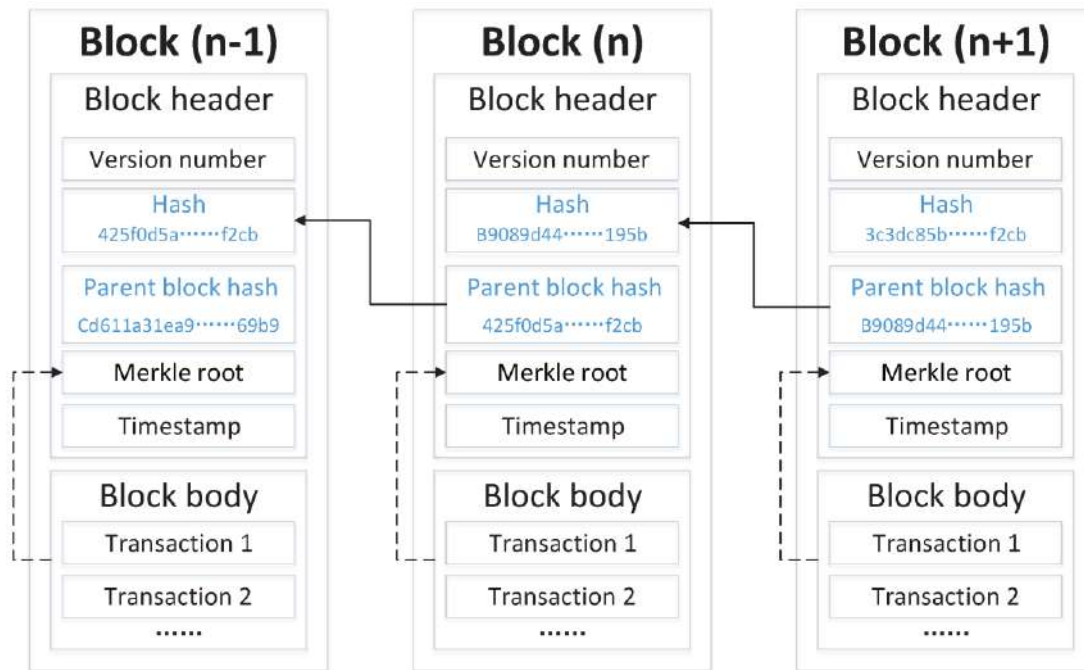 Block (n-1)
Block header
Version number
Hash
425f0d5a······f2cb
Parent block hash
Cd611a31ea9······69b9
Merkle root
Timestamp
Block body
Transaction 1
Transaction 2
······
Block (n)
Block header
Version number
Hash
B9089d44······195b
Parent block hash
425f0d5a······f2cb
Merkle root
Timestamp
Block body
Transaction 1
Transaction 2
······
Block (n+1)
Block header
Version number
Hash
3c3dc85b······f2cb
Parent block hash
B9089d44······195b
Merkle root
Timestamp
Block body
Transaction 1
Transaction 2
······